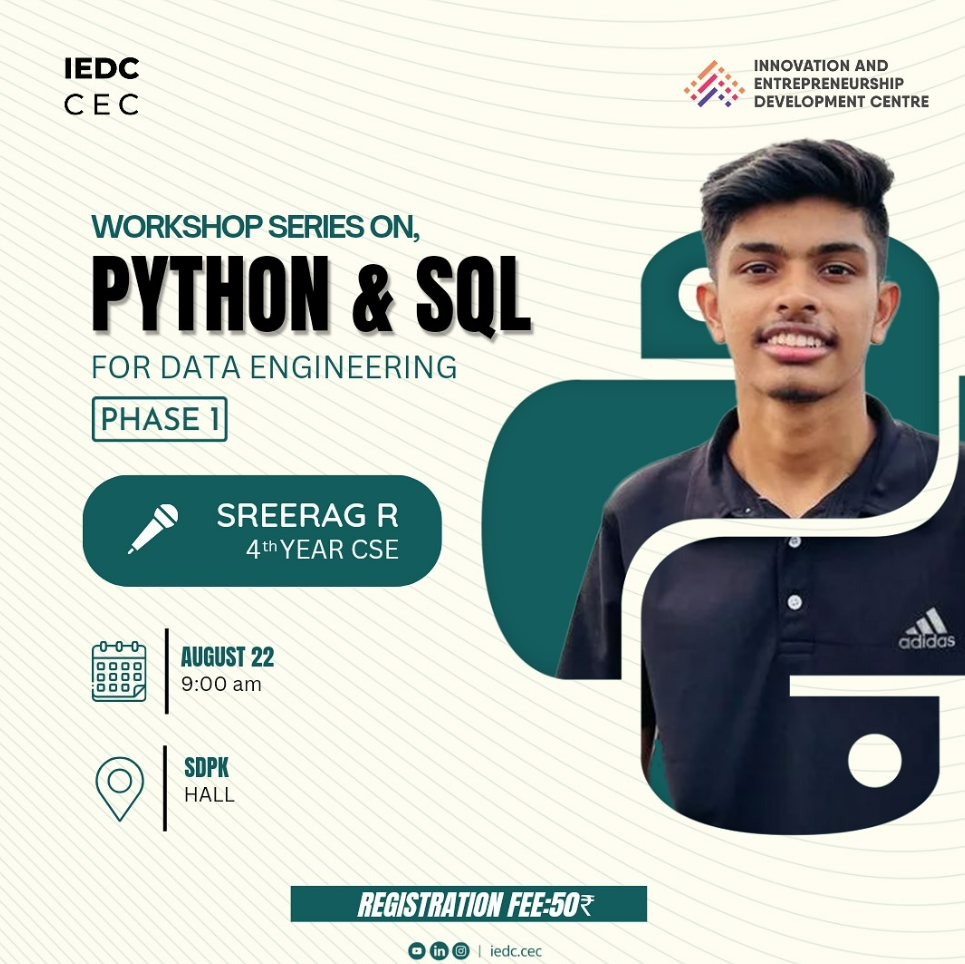 IEDC
CEC
INNOVATION AND
ENTREPRENEURSHIP
DEVELOPMENT CENTRE
WORKSHOP SERIES ON,
PYTHON & SQL
FOR DATA ENGINEERING
PHASE 1
SREERAG R
4th YEAR CSE
adidas
AUGUST 22
9:00 am
SDPK
HALL
REGISTRATION FEE:50₹
in | iedc.cec